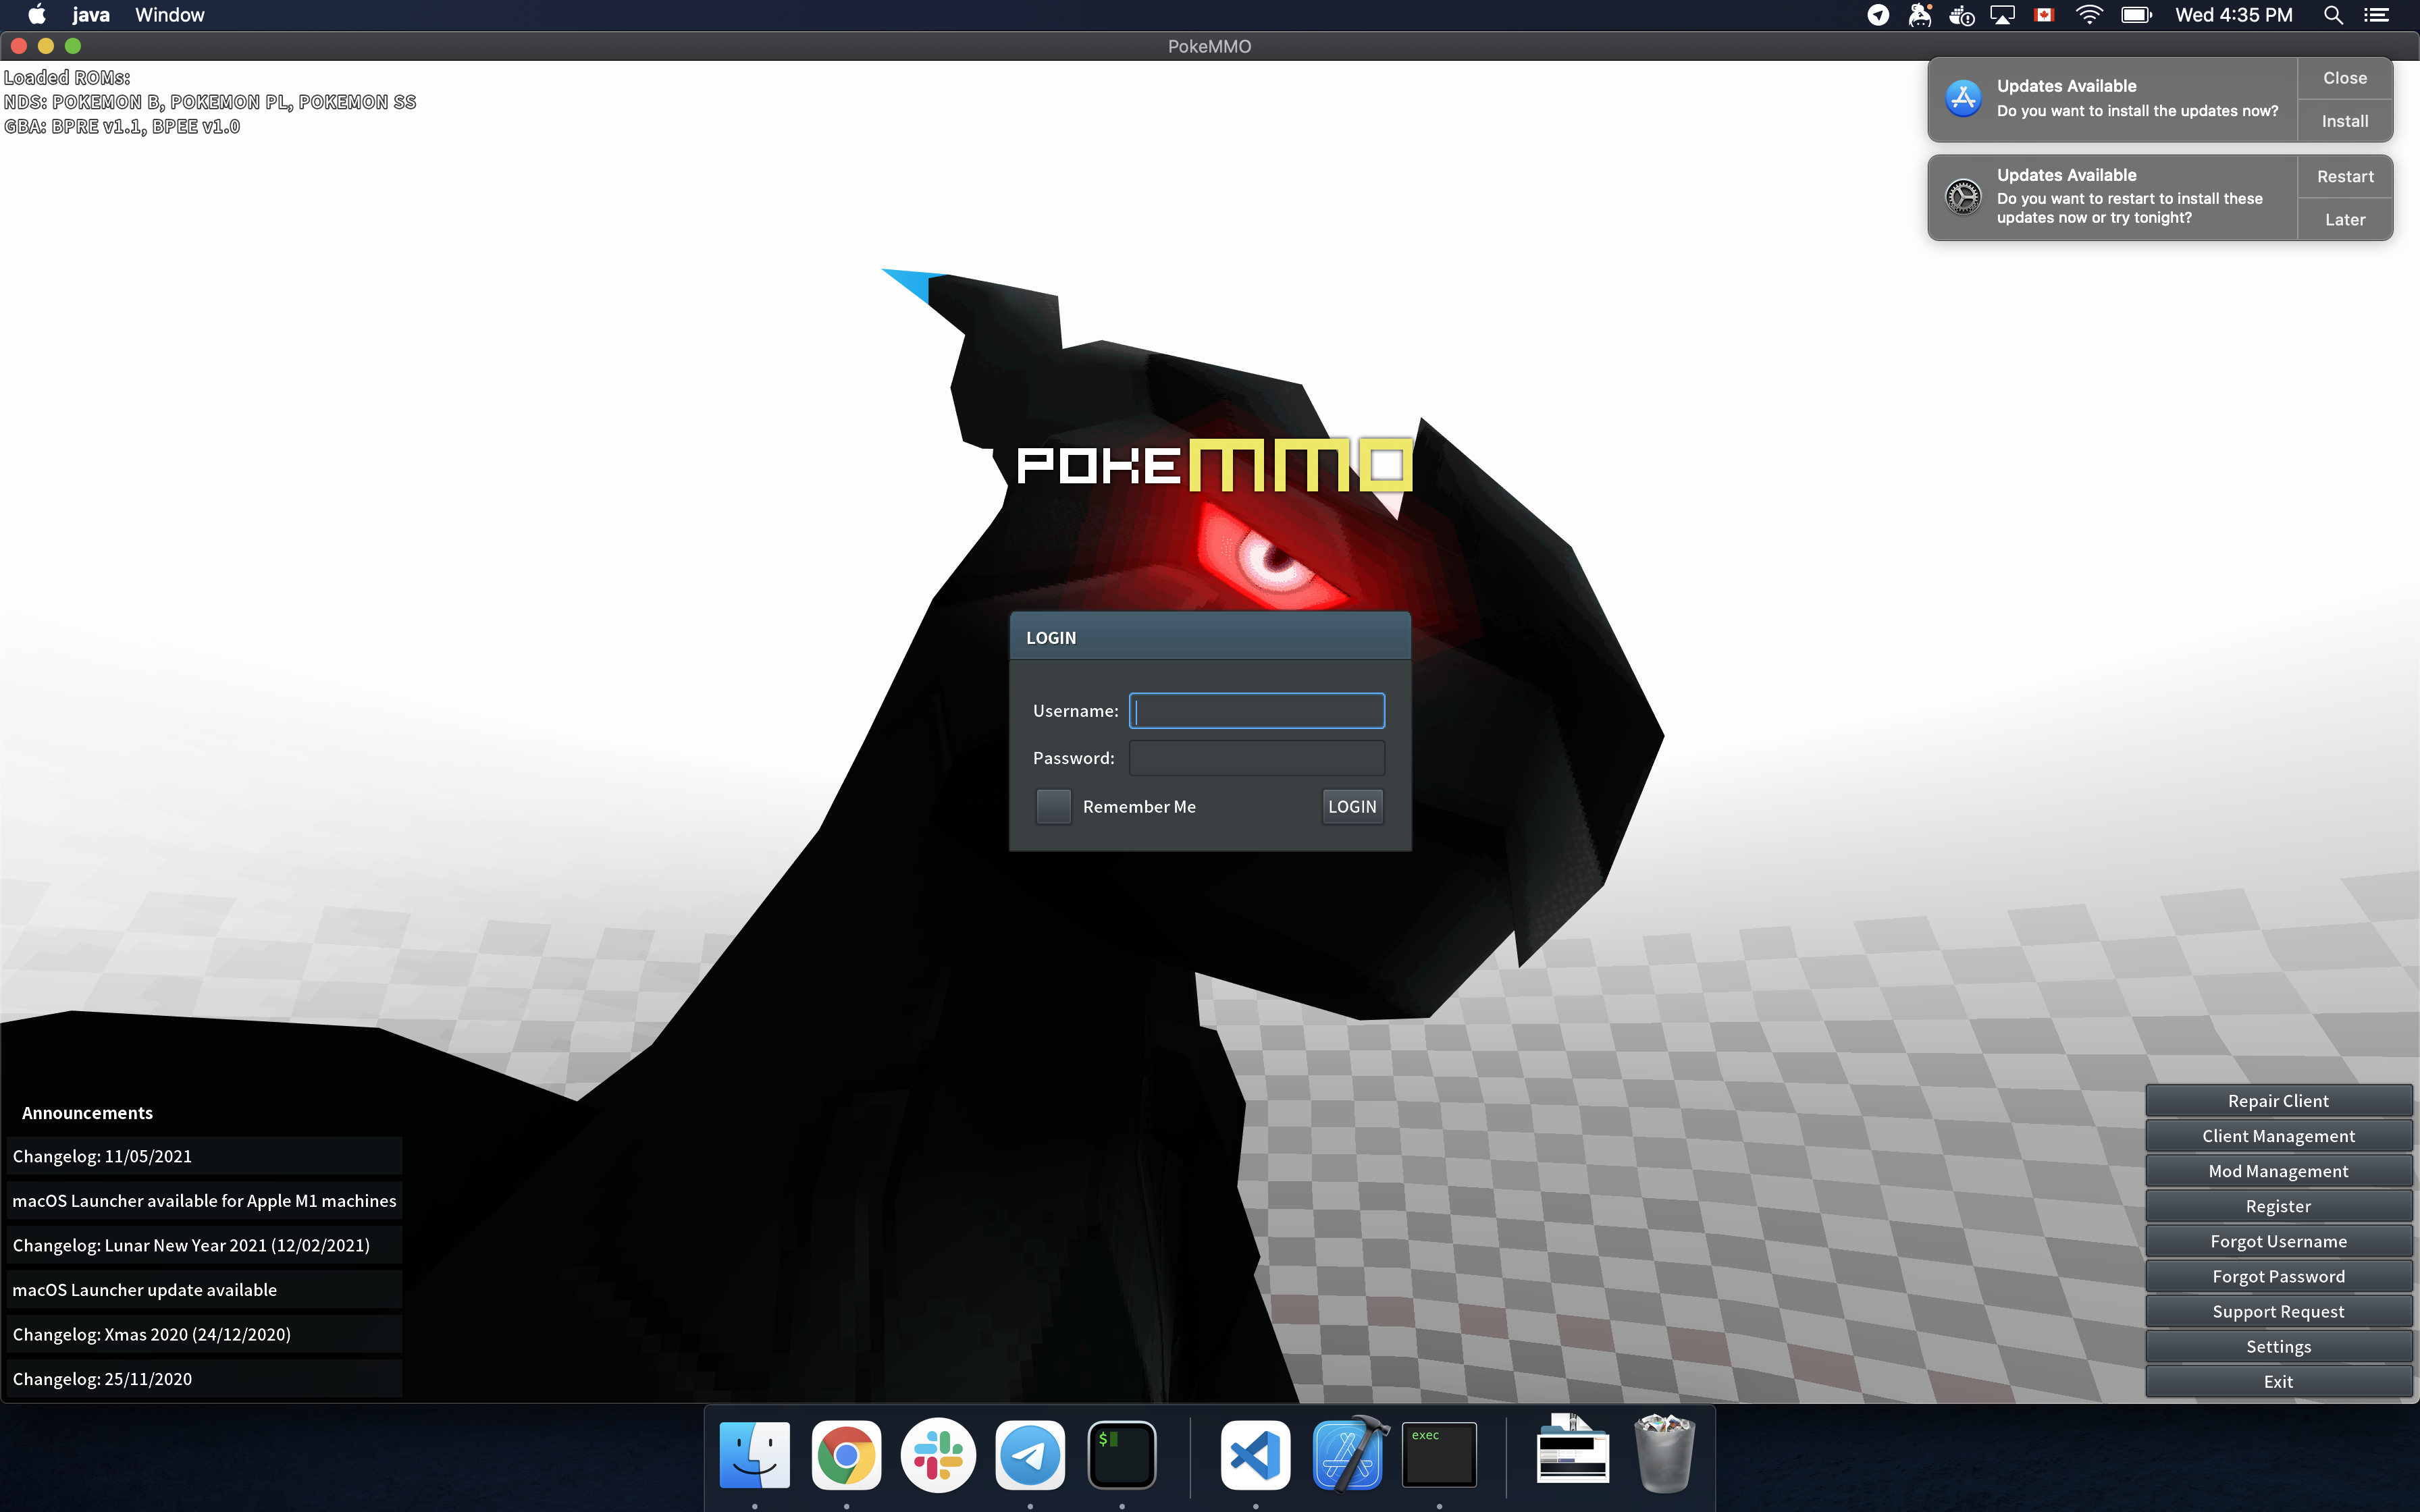 java Window Wed 4:35 PM
PokeMMO
Loaded ROMs:
NDS: POKEMON B, POKEMON PL, POKEMON SS
GBA: BPRE v1.1, BPEE v1.0
Updates Available
Do you want to install the updates now?
Close
Install
Updates Available
Do you want to restart to install these
updates now or try tonight?
Restart
Later
POKEMMO
LOGIN
Username:
Password:
Remember Me
LOGIN
Announcements
Changelog: 11/05/2021
macOS Launcher available for Apple M1 machines
Changelog: Lunar New Year 2021 (12/02/2021)
macOS Launcher update available
Changelog: Xmas 2020 (24/12/2020)
Changelog: 25/11/2020
Repair Client
Client Management
Mod Management
Register
Forgot Username
Forgot Password
Support Request
Settings
Exit
$
exec